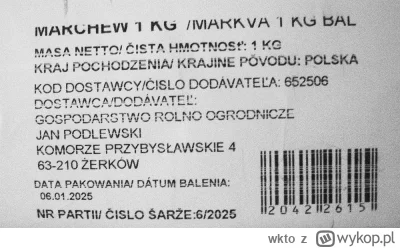 MARCHEW 1 KG /MARKVA 1 KG BAL
MASA NETTO/ ČISTA HMOTNOSŤ: 1 KG
KRAJ POCHODZENIA/ KRAJINE PÔVODU: POLSKA
KOD DOSTAWCY/ČISLO DODÁVATEĽA: 652506
DOSTAWCA/DODÁVATEĽ:
GOSPODARSTWO ROLNO OGRODNICZE
JAN PODLEWSKI
KOMORZE PRZYBYSŁAWSKIE 4
63-210 ŻERKÓW
DATA PAKOWANIA/ DÁTUM BALENIA:
06.01.2025
NR PARTII/ ČISLO ŠARŽE:6/2025
20422615
wkto z wykop.pl